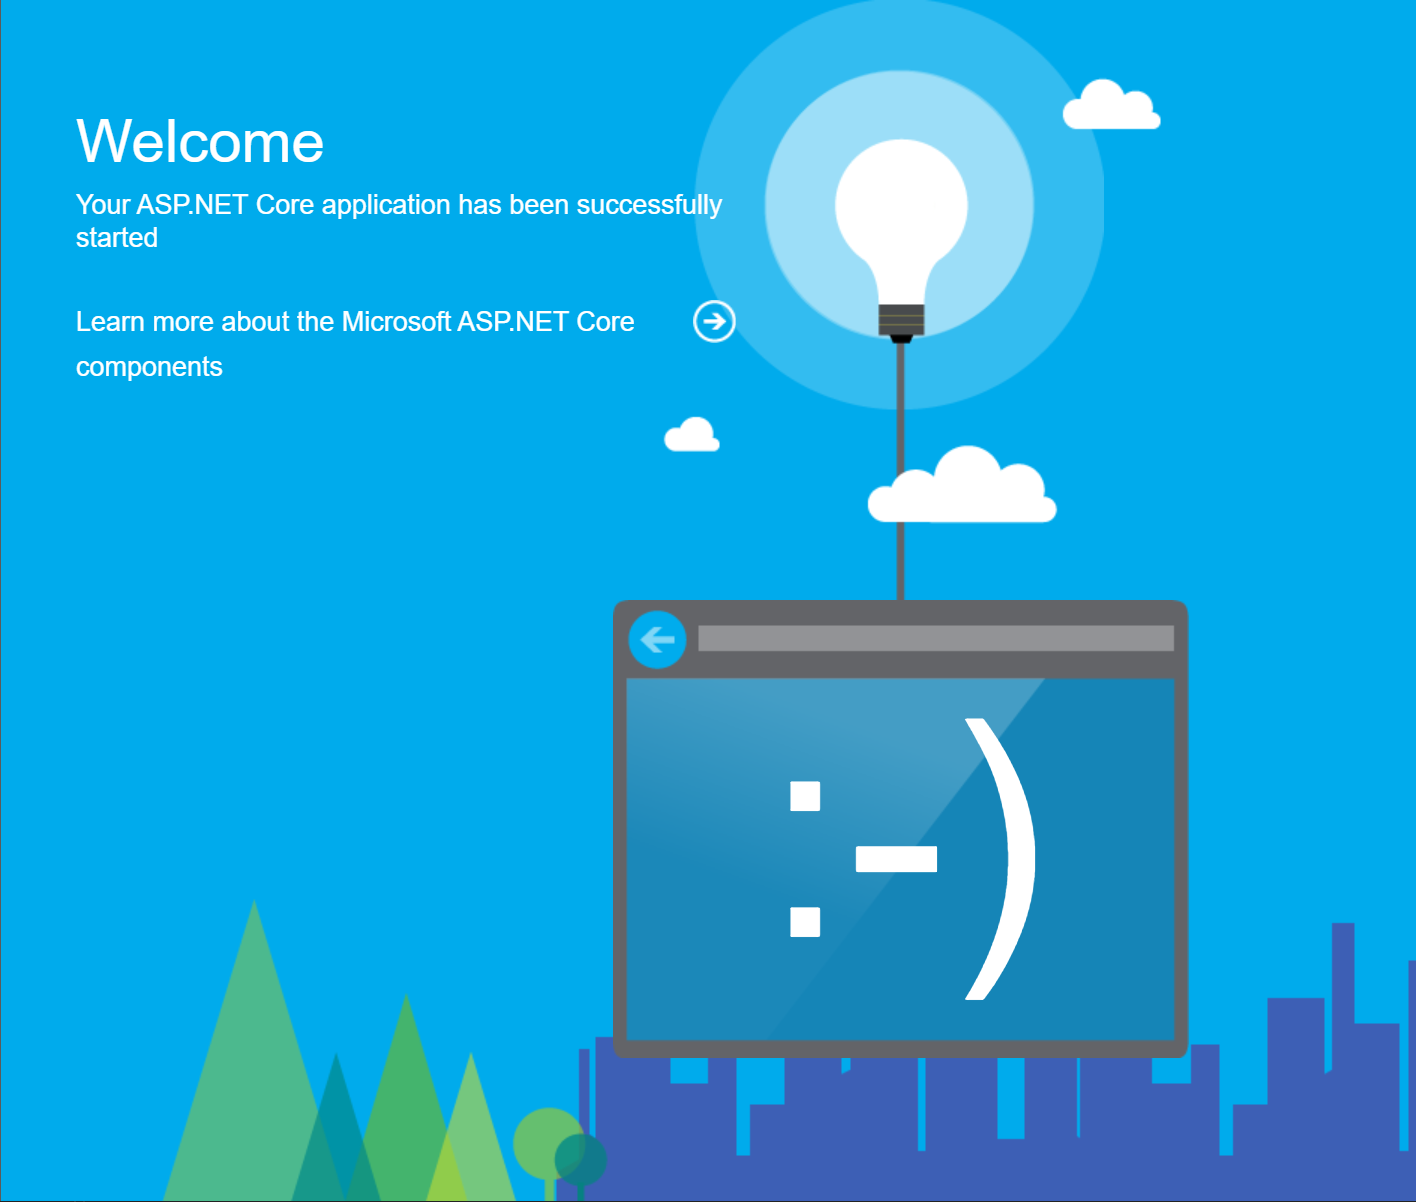 Welcome
Your ASP.NET Core application has been successfully
started
Learn more about the Microsoft ASP.NET Core
components
:-)